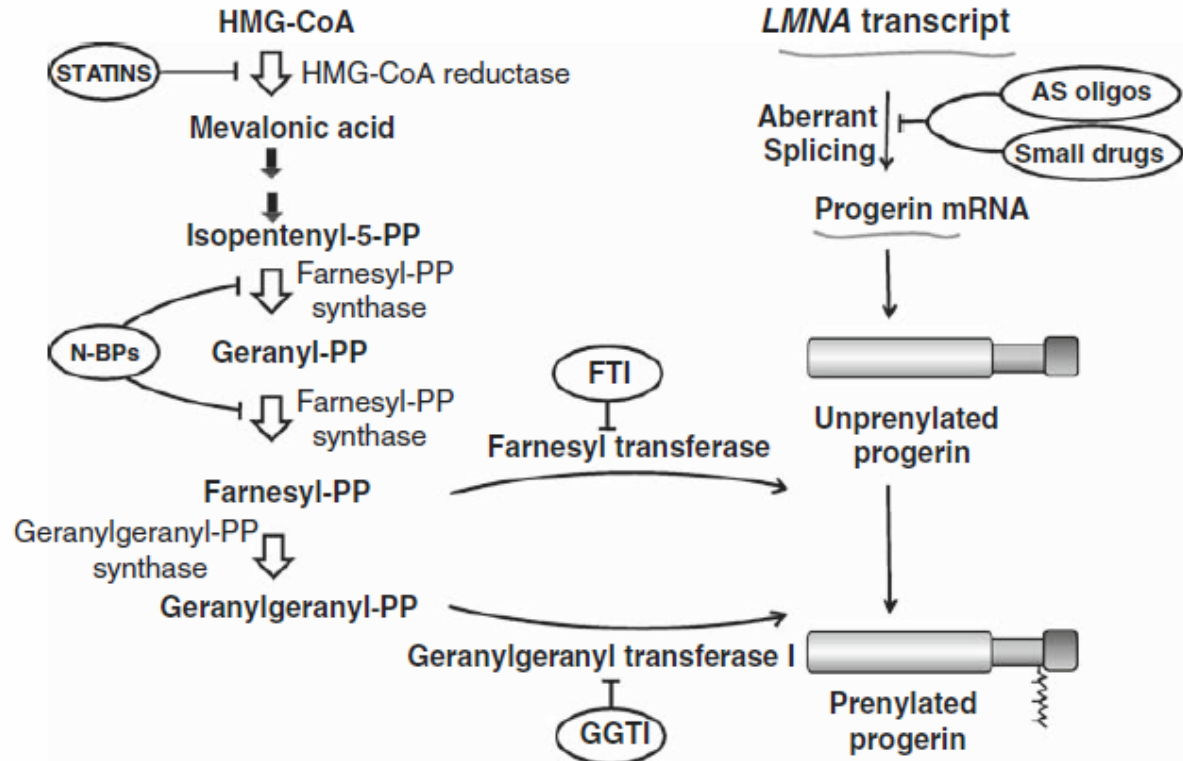 HMG-CoA
STATINS
HMG-CoA reductase
Mevalonic acid
Isopentenyl-5-PP
Farnesyl-PP
synthase
N-BPs
Geranyl-PP
Farnesyl-PP
synthase
Farnesyl-PP
Geranylgeranyl-PP
synthase
Geranylgeranyl-PP
FTI
Farnesyl transferase
Geranylgeranyl transferase I
GGTI
LMNA transcript
Aberrant
Splicing
AS oligos
Small drugs
Progerin mRNA
Unprenylated
progerin
Prenylated
progerin